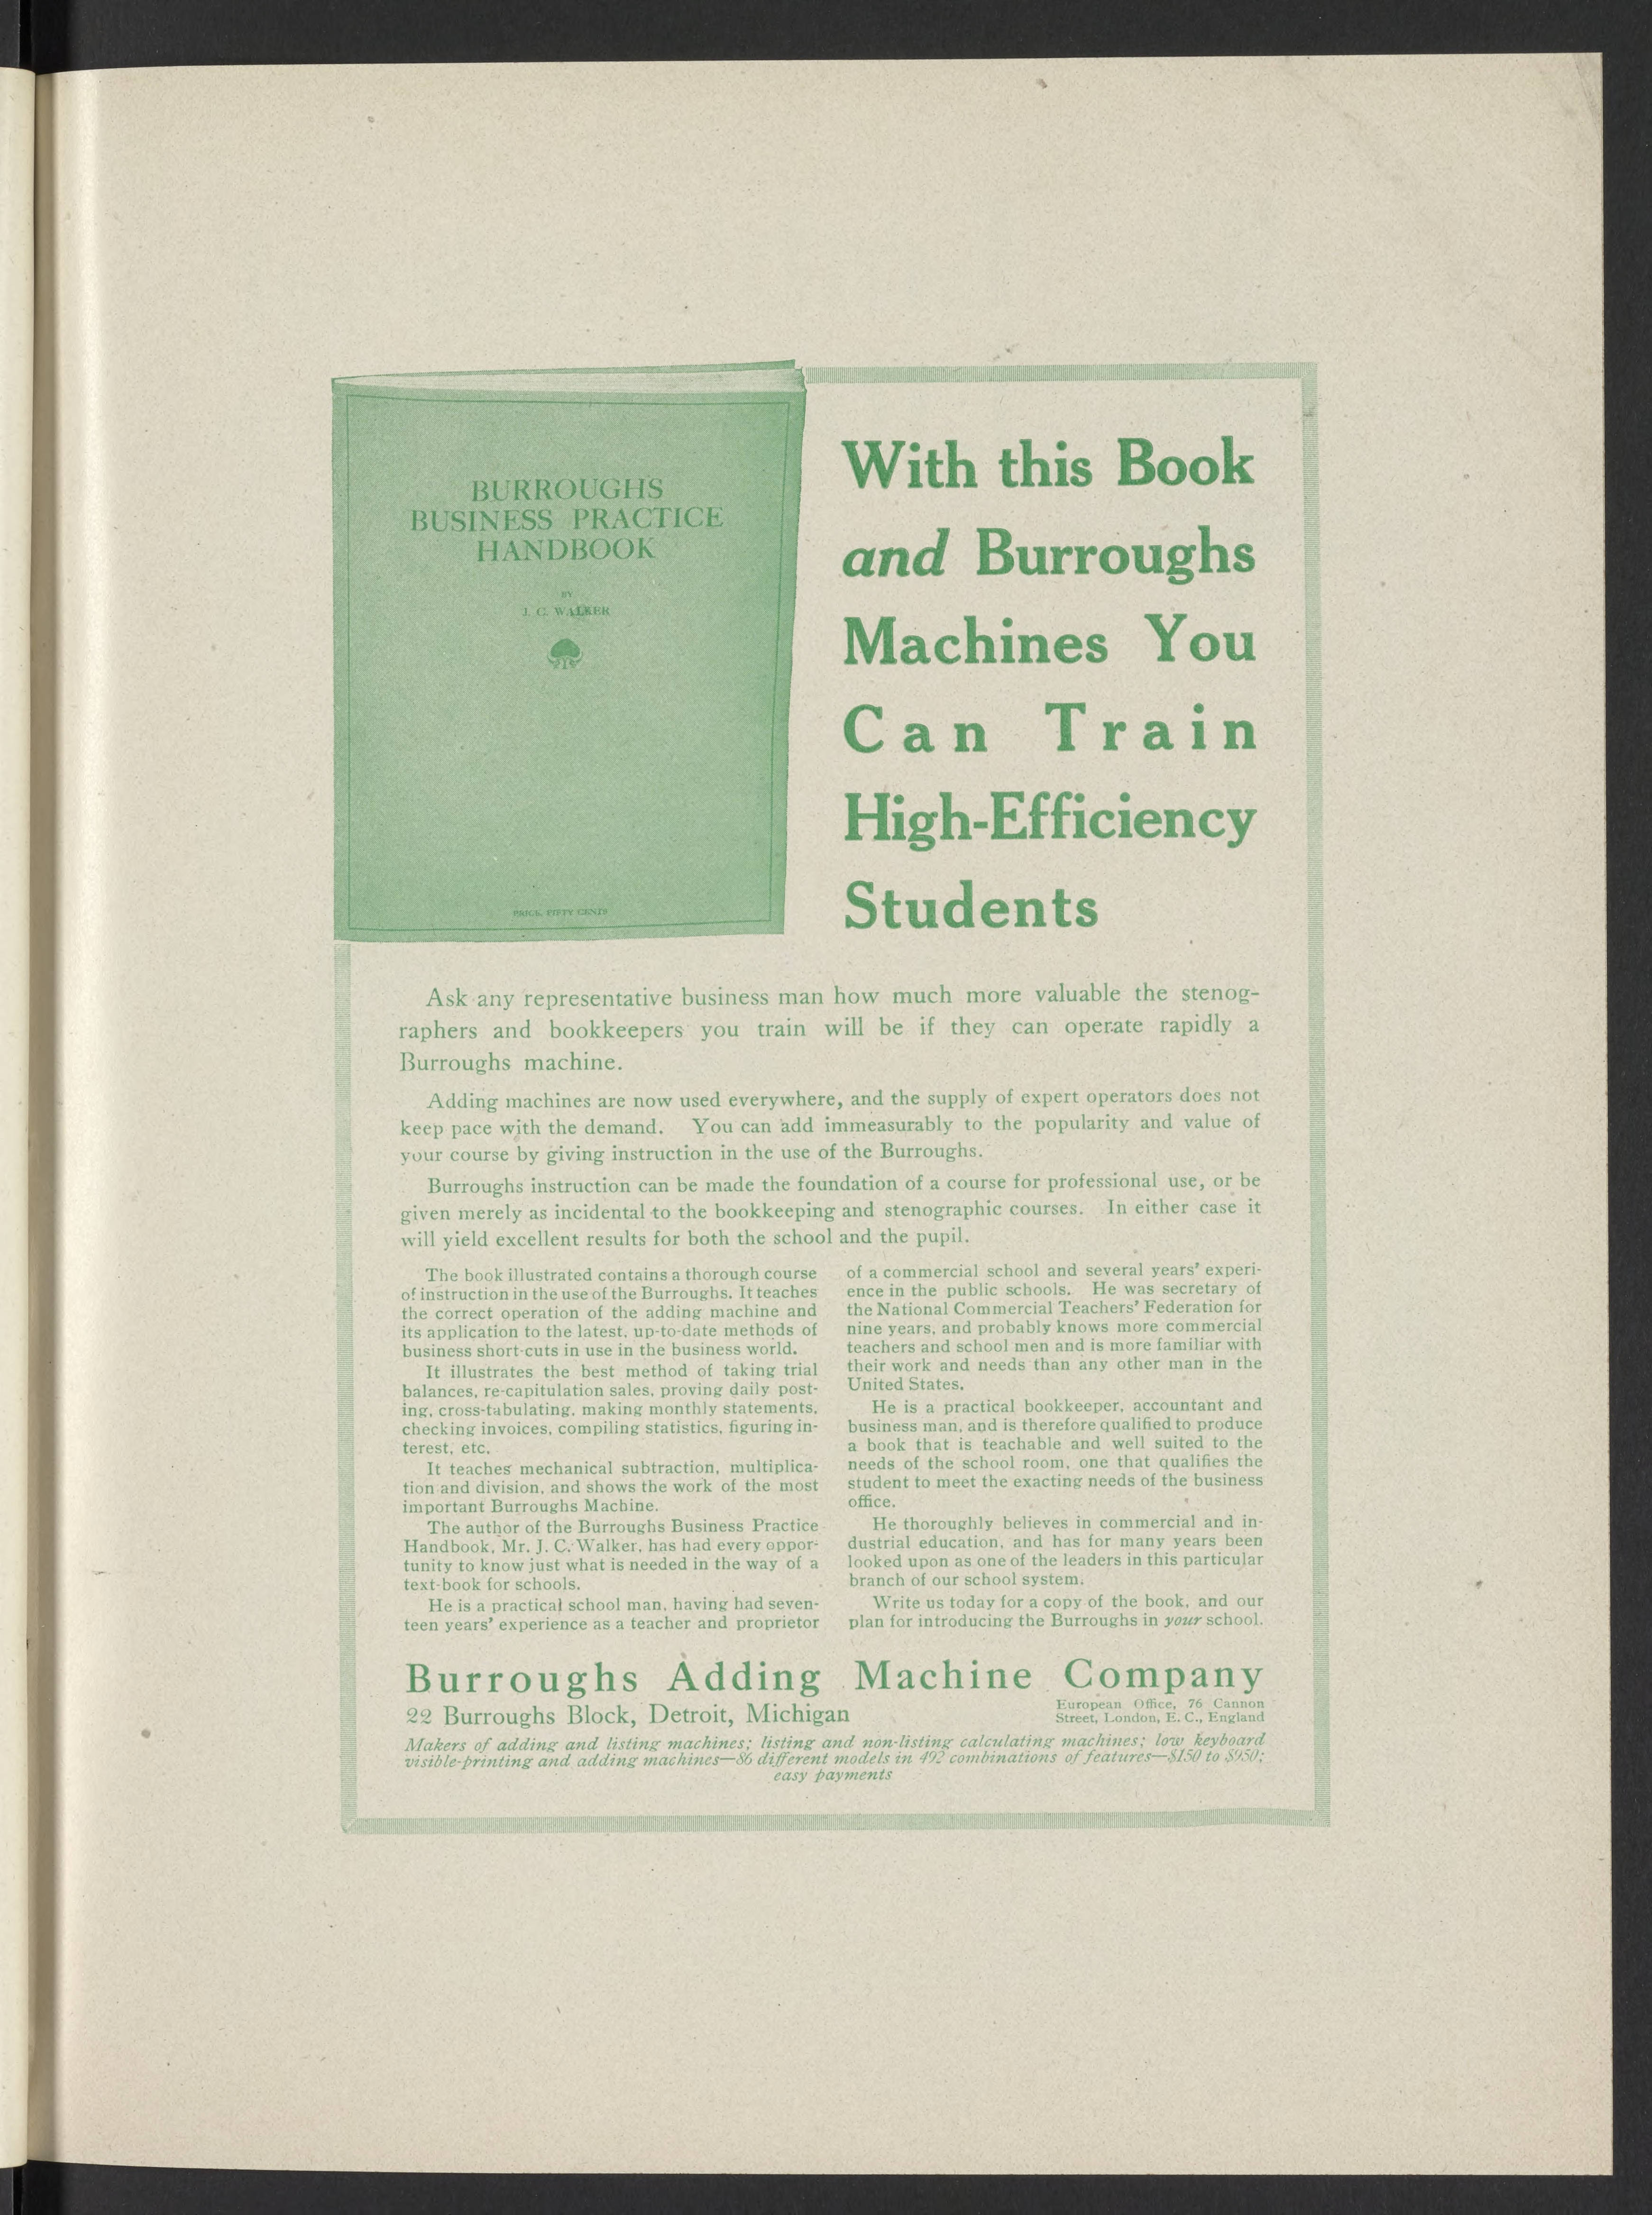 BURROUGHS
BUSINESS PRACTICE
HANDBOOK
BY
J. C. WALKER
PRICE, FIFTY CENTS
With this Book
and Burroughs
Machines You
Can Train
High-Efficiency
Students
Ask any representative business man how much more valuable the stenog-
raphers and bookkeepers you train will be if they can operate rapidly a
Burroughs machine.
Adding machines are now used everywhere, and the supply of expert operators does not
keep pace with the demand. You can add immeasurably to the popularity and value of
your course by giving instruction in the use of the Burroughs.
Burroughs instruction can be made the foundation of a course for professional use, or be
given merely as incidental to the bookkeeping and stenographic courses. In either case it
will yield excellent results for both the school and the pupil.
The book illustrated contains a thorough course
of instruction in the use of the Burroughs. It teaches
the correct operation of the adding machine and
its application to the latest, up-to-date methods of
business short-cuts in use in the business world.
It illustrates the best method of taking trial
balances, re-capitulation sales, proving daily post-
ing, cross-tabulating, making monthly statements,
checking invoices, compiling statistics, figuring in-
terest, etc.
It teaches mechanical subtraction, multiplica-
tion and division, and shows the work of the most
important Burroughs Machine.
The author of the Burroughs Business Practice
Handbook, Mr. J. C. Walker, has had every oppor-
tunity to know just what is needed in the way of a
text-book for schools.
He is a practical school man, having had seven-
teen years' experience as a teacher and proprietor
of a commercial school and several years' experi-
ence in the public schools. He was secretary of
the National Commercial Teachers' Federation for
nine years, and probably knows more commercial
teachers and school men and is more familiar with
their work and needs than any other man in the
United States.
He is a practical bookkeeper, accountant and
business man, and is therefore qualified to produce
a book that is teachable and well suited to the
needs of the school room, one that qualifies the
student to meet the exacting needs of the business
office.
He thoroughly believes in commercial and in-
dustrial education, and has for many years been
looked upon as one of the leaders in this particular
branch of our school system.
Write us today for a copy of the book, and our
plan for introducing the Burroughs in your school.
Burroughs Adding Machine Company
22 Burroughs Block, Detroit, Michigan
European Office, 76 Cannon
Street, London, E. C., England
Makers of adding and listing machines; listing and non-listing calculating machines; low keyboard
visible-printing and adding machines—86 different models in 492 combinations of features—$150 to $950;
easy payments